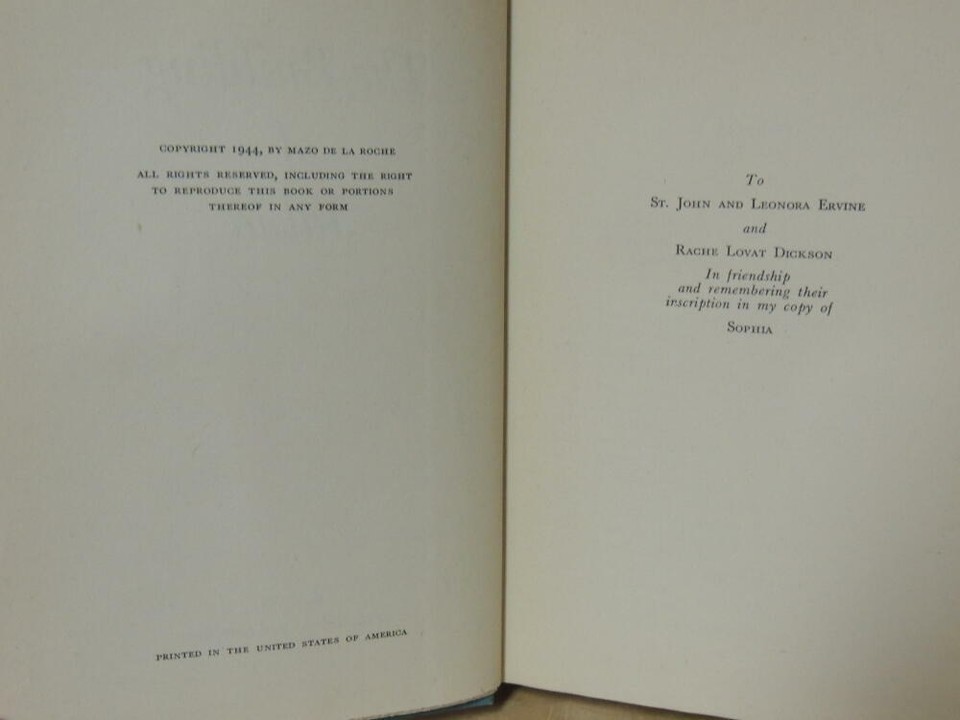 COPYRIGHT 1944, BY MAZO DE LA ROCHE
ALL RIGHTS RESERVED, INCLUDING THE RIGHT
TO REPRODUCE THIS BOOK OR PORTIONS
THEREOF IN ANY FORM
PRINTED IN THE UNITED STATES OF AMERICA
To
ST. JOHN AND LEONORA ERVINE
and
RACHE LOVAT DICKSON
In friendship
and remembering their
inscription in my copy of
SOPHIA